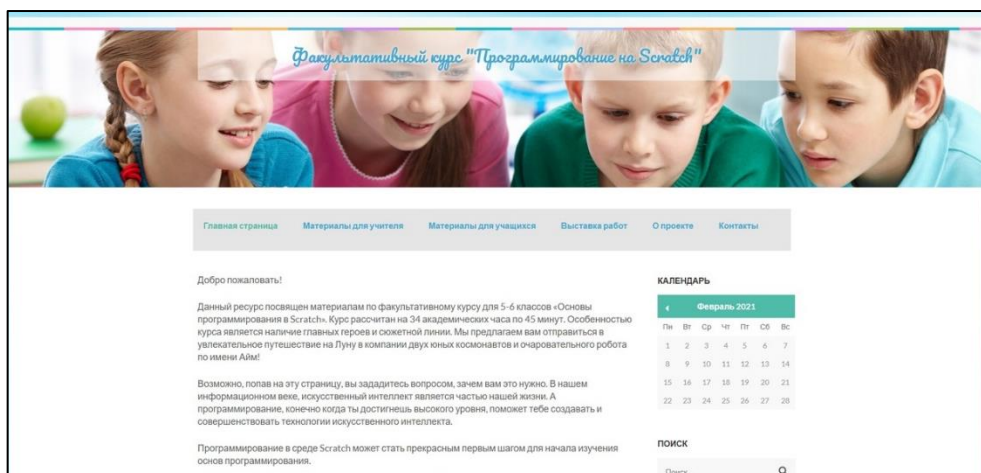 Факультативный курс "Программирование на Scratch"
Главная страница Материалы для учителя Материалы для учащихся Выставка работ О проекте Контакты
Добро пожаловать!
Данный ресурс посвящен материалам по факультативному курсу для 5-6 классов «Основы
программирования в Scratch». Курс рассчитан на 34 академических часа по 45 минут. Особенностью
курса является наличие главных героев и сюжетной линии. Мы предлагаем вам отправиться в
увлекательное путешествие на Луну в компании двух юных космонавтов и очаровательного робота
по имени Айм!
Возможно, попав на эту страницу, вы зададитесь вопросом, зачем вам это нужно. В нашем
информационном веке, искусственный интеллект является частью нашей жизни. А
программирование, конечно когда ты достигнешь высокого уровня, поможет тебе создавать и
совершенствовать технологии искусственного интеллекта.
Программирование в среде Scratch может стать прекрасным первым шагом для начала изучения
основ программирования.
КАЛЕНДАРЬ
Февраль 2021
Пн Вт Ср Чт Пт Сб Вс
1 2 3 4 5 6 7
8 9 10 11 12 13 14
15 16 17 18 19 20 21
22 23 24 25 26 27 28
ПОИСК
Поиск